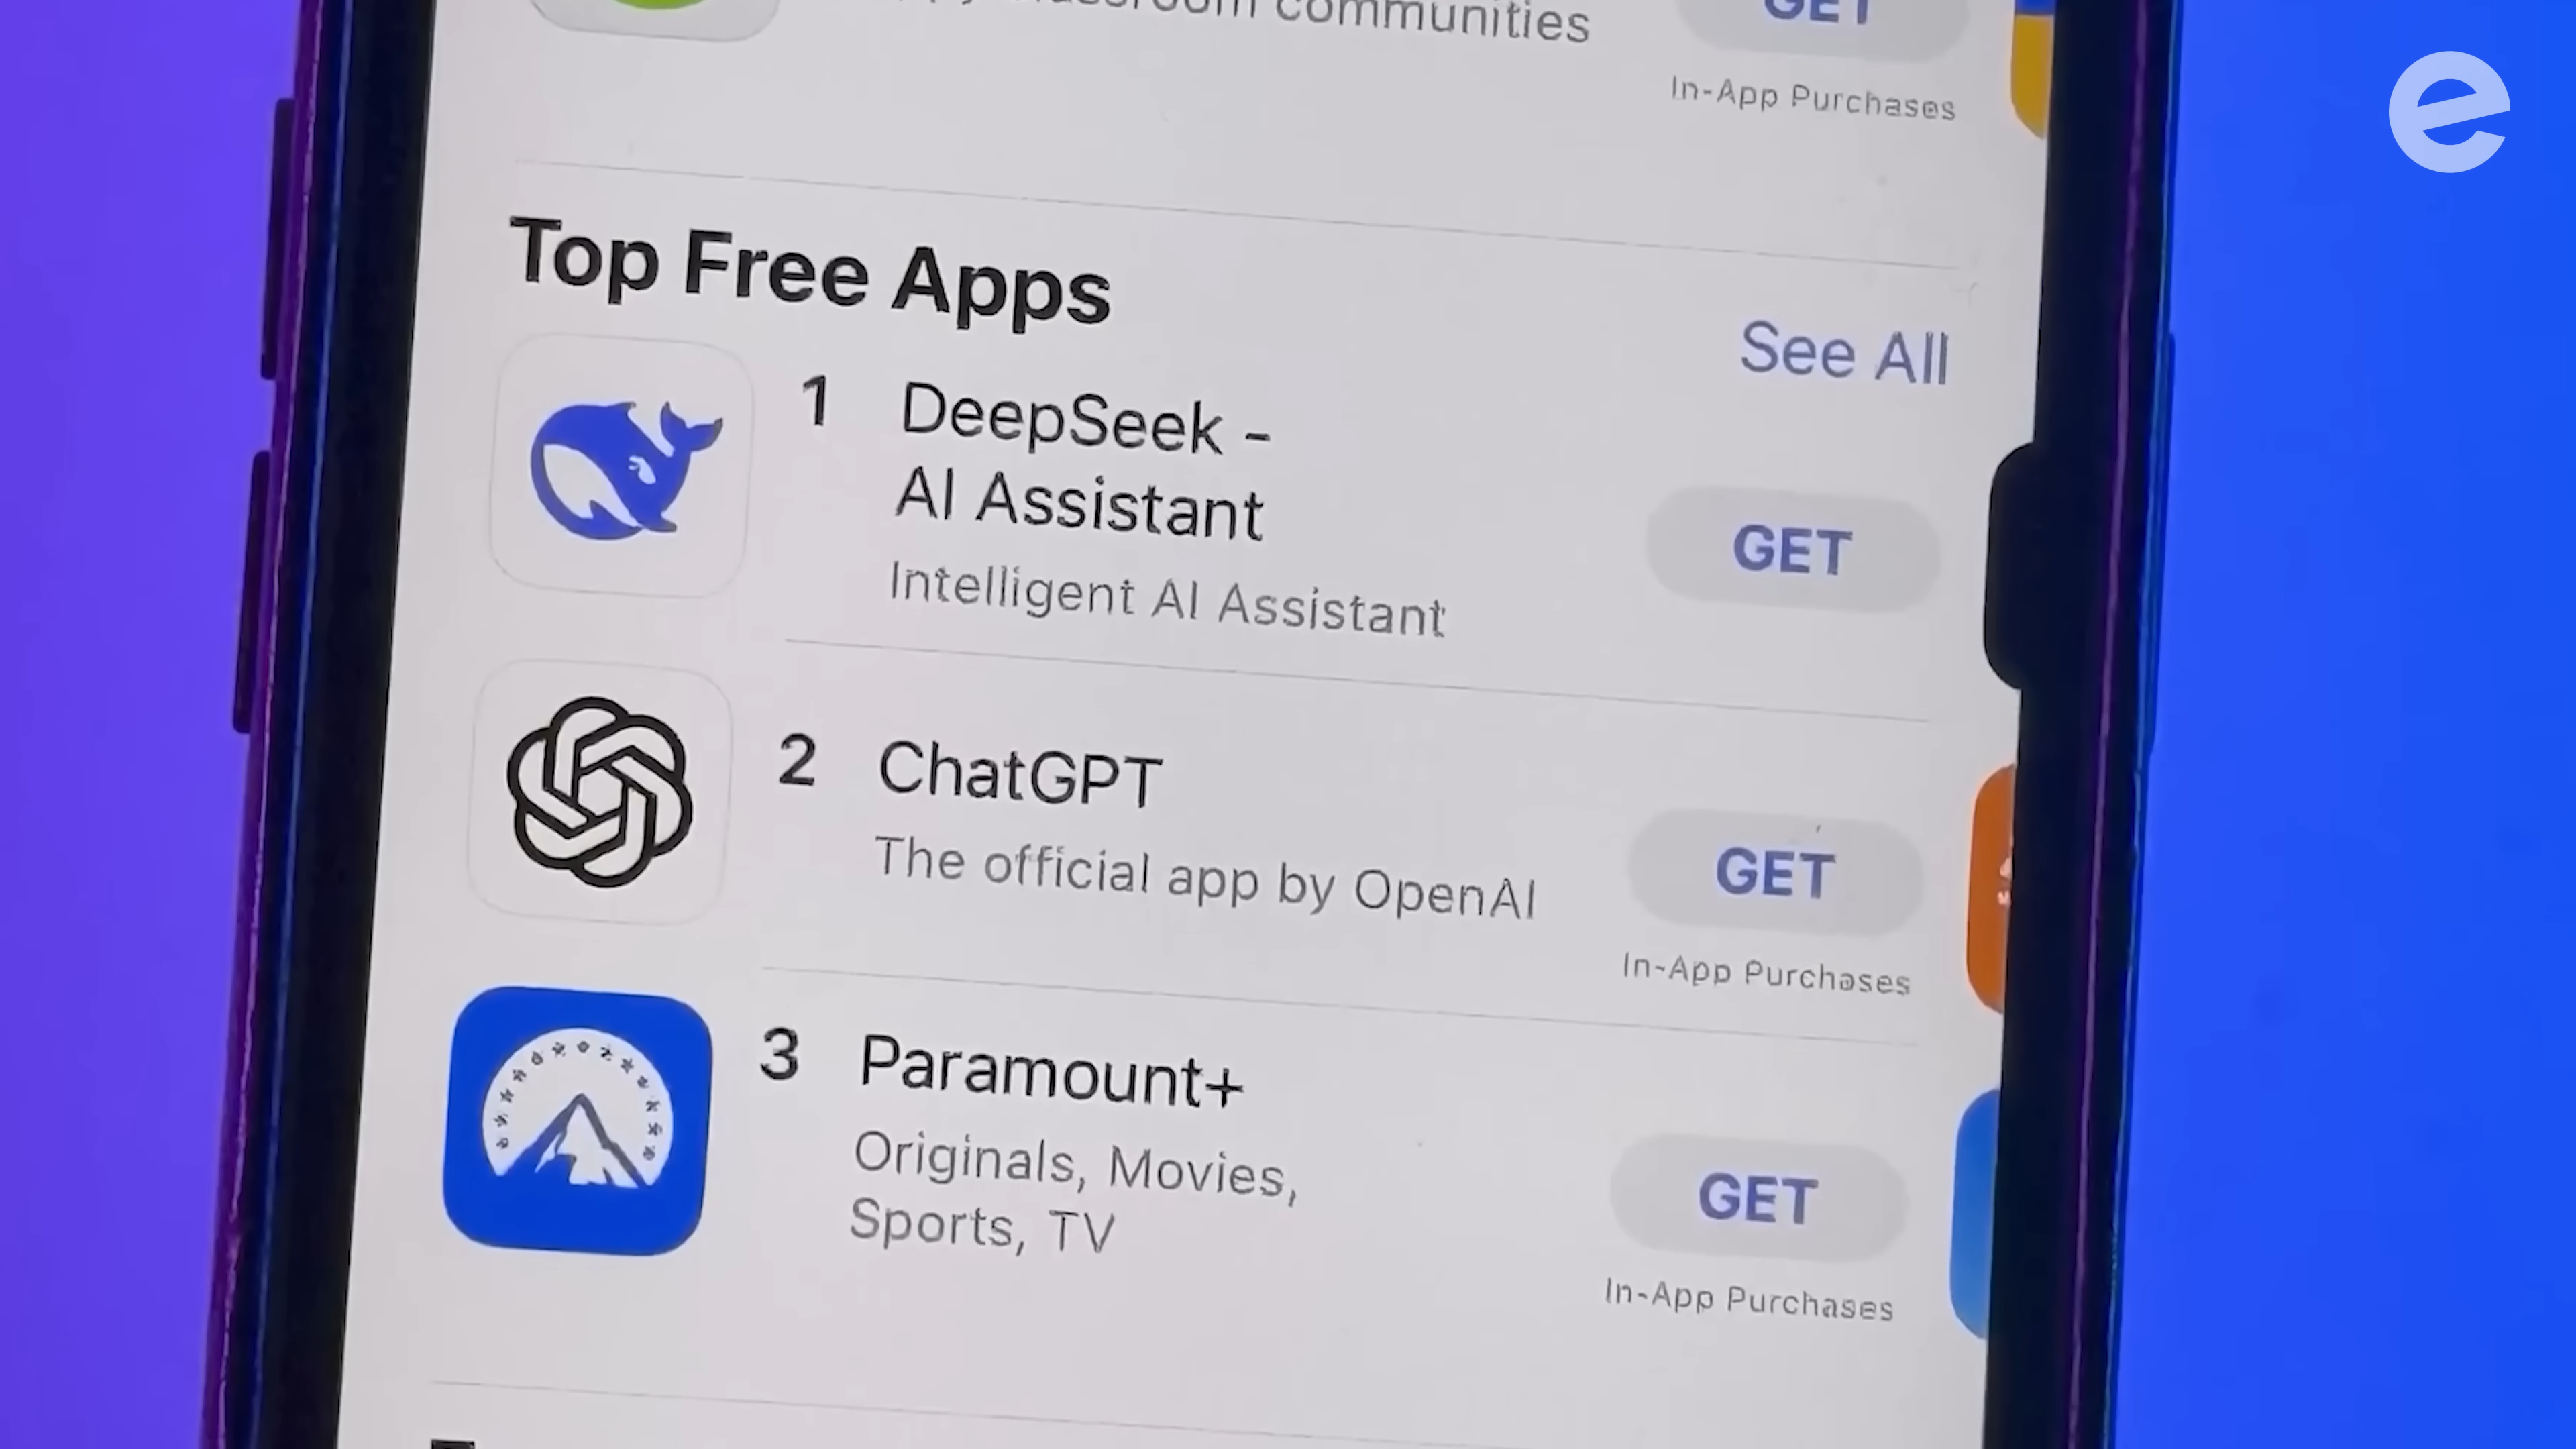 communities
GET
In-App Purchases
Top Free Apps
See All
1 DeepSeek -
AI Assistant
Intelligent AI Assistant
GET
2 ChatGPT
The official app by OpenAI
GET
In-App Purchases
3 Paramount+
Originals, Movies,
Sports, TV
GET
In-App Purchases
e